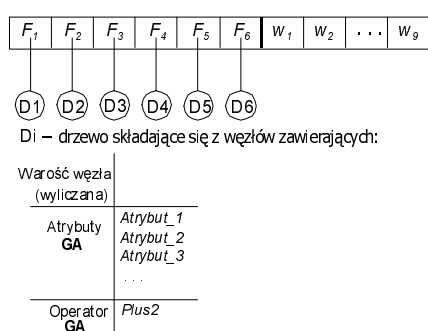 F1 F2 F3 F4 F5 F6 w1 w2 ... w9
D1 D2 D3 D4 D5 D6
Di – drzewo składające się z węzłów zawierających:
Warość węzła
(wyliczana)
Atrybuty
GA
Atrybut_1
Atrybut_2
Atrybut_3
...
Operator
GA
Plus2